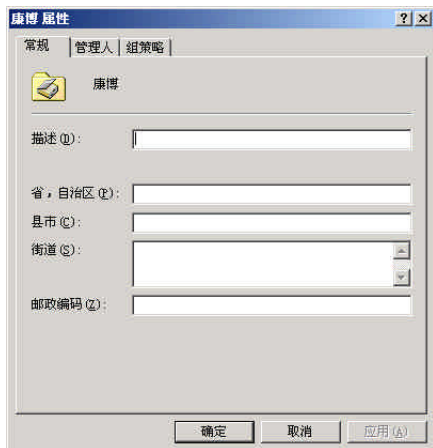 康博 属性
常规 管理人 组策略
康博
描述(D):
省，自治区(P):
县市(C):
街道(S):
邮政编码(Z):
确定 取消 应用(A)